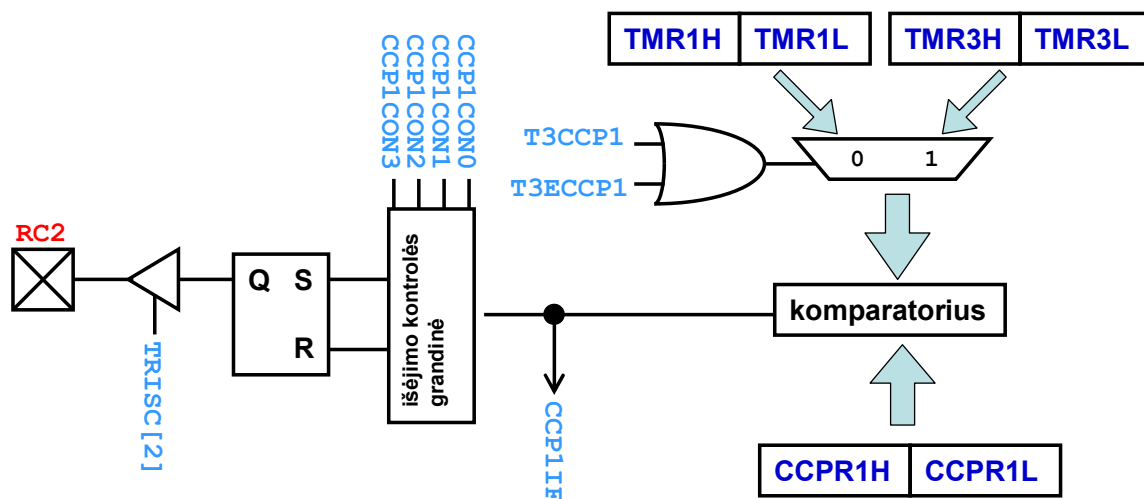 TMR1H TMR1L TMR3H TMR3L
CCP1CON3
CCP1CON2
CCP1CON1
CCP1CON0
T3CCP1
T3ECCP1
0 1
RC2
Q S
R
išėjimo kontrolės
grandinė
komparatorius
TRISC[2]
CCP1IE
CCPR1H CCPR1L